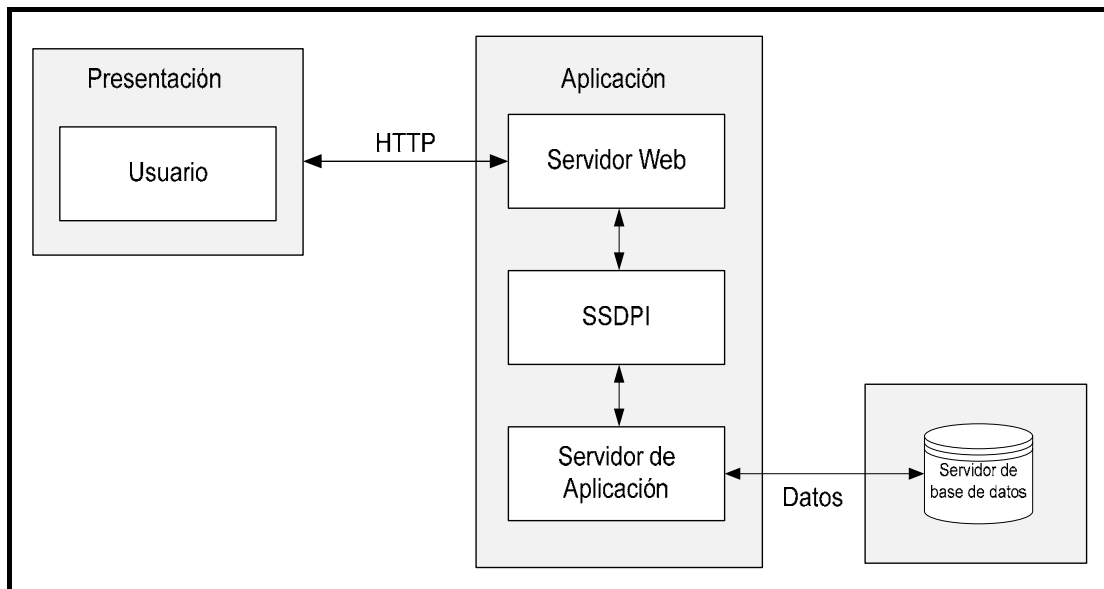 Presentación
Usuario
HTTP
Aplicación
Servidor Web
SSDPI
Servidor de
Aplicación
Datos
Servidor de
base de datos